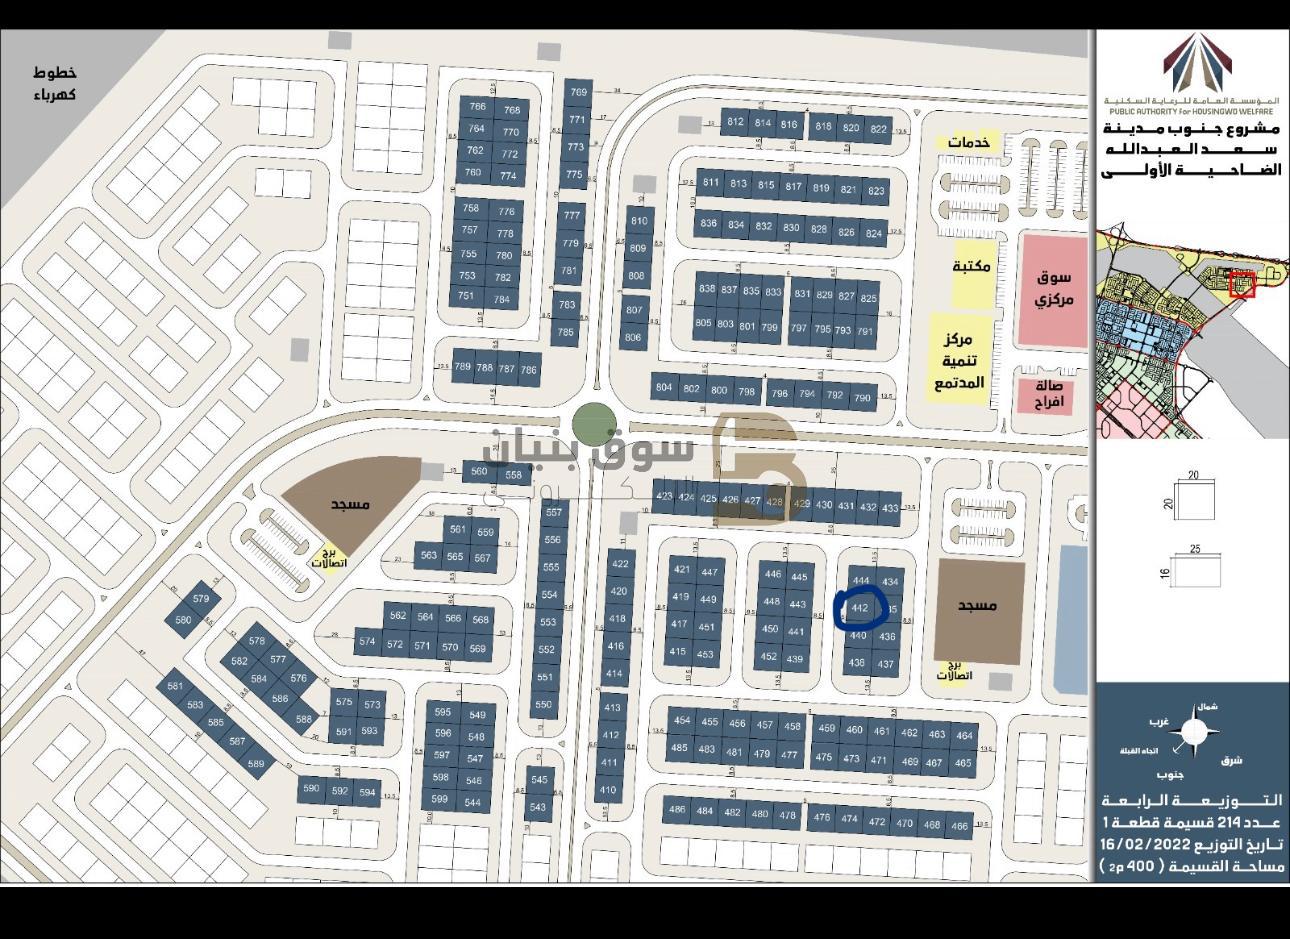 خطوط
كهرباء
769
766 768
771
764 770
773
762 772
775
760 774
758 776
777
757 778
779
755 780
781
753 782
751 784
783
785
789 788 787 786
812 814 816 818 820 822
811 813 815 817 819 821 823
836 834 832 830 828 826 824
810
809
808
807
806
838 837 835 833 831 829 827 825
805 803 801 799 797 795 793 791
804 802 800 798 796 794 792 790
خدمات
مكتبة
سوق
مركزي
مركز
تنمية
المدتمع
صالة
افراح
سوق بنيان
560 558
مسجد
برج
اتصالات
423 424 425 426 427 428 429 430 431 432 433
557
556
555
554
553
552
551
550
561 559
563 565 567
562 564 566 568
574 572 571 570 569
579
580
578
577
582
576
584
586
588
581
583
585
587
589
575 573
591 593
590 592 594
595 549
596 548
597 547
598 546
599 544
545
543
422
420
418
416
414
413
412
411
410
421 447
419 449
417 451
415 453
446 445
448 443
450 441
452 439
444 434
442
440 436
438 437
مسجد
برج
اتصالات
454 455 456 457 458 459 460 461 462 463 464
485 483 481 479 477 475 473 471 469 467 465
486 484 482 480 478 476 474 472 470 468 466
المؤسسة العامة للرعاية السكنية
PUBLIC AUTHORITY For HOUSINGWD WELFARE
مشروع جنوب مدينة
سعد العبدالله
الضاحية الأولى
20
20
25
16
شمال
غرب
اتجاه القبلة
شرق
جنوب
التوزيعة الرابعة
عدد 214 قسيمة قطعة 1
تاريخ التوزيع 16/02/2022
مساحة القسيمة ( 400 م2 )